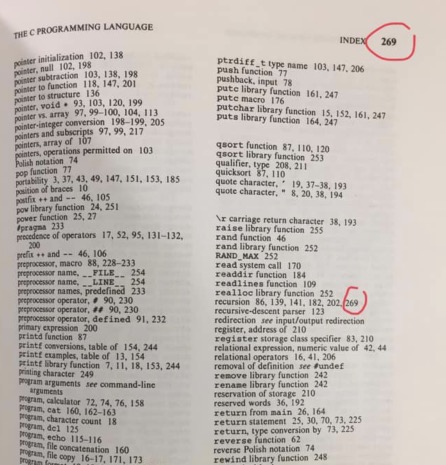 THE C PROGRAMMING LANGUAGE
INDEX 269
pointer initialization 102, 138
pointer, null 102, 198
pointer subtraction 103, 138, 198
pointer to function 118, 147, 201
pointer to structure 136
pointer, void * 93, 103, 120, 199
pointer vs. array 97, 99-100, 104, 113
pointer-integer conversion 198-199, 205
pointers and subscripts 97, 99, 217
pointers, array of 107
pointers, operations permitted on 103
Polish notation 74
pop function 77
portability 3, 37, 43, 49, 147, 151, 153, 185
position of braces 10
postfix ++ and -- 46, 105
pow library function 24, 251
power function 25, 27
#pragma 233
precedence of operators 17, 52, 95, 131-132,
200
prefix ++ and -- 46, 106
preprocessor, macro 88, 228-233
preprocessor name, __FILE__ 254
preprocessor name, __LINE__ 254
preprocessor names, predefined 233
preprocessor operator, # 90, 230
preprocessor operator, ## 90, 230
preprocessor operator, defined 91, 232
primary expression 200
printd function 87
printf conversions, table of 154, 244
printf examples, table of 13, 154
printf library function 7, 11, 18, 153, 244
printing character 249
program arguments see command-line
arguments
program, calculator 72, 74, 76, 158
program, cat 160, 162-163
program, character count 18
program, dcl 125
program, echo 115-116
program, file concatenation 160
program, file copy 16-17, 171, 173
ptrdiff_t type name 103, 147, 206
push function 77
pushback, input 78
putc library function 161, 247
putc macro 176
putchar library function 15, 152, 161, 247
puts library function 164, 247
qsort function 87, 110, 120
qsort library function 253
qualifier, type 208, 211
quicksort 87, 110
quote character, ' 19, 37-38, 193
quote character, " 8, 20, 38, 194
\r carriage return character 38, 193
raise library function 255
rand function 46
rand library function 252
RAND_MAX 252
read system call 170
readdir function 184
readlines function 109
realloc library function 252
recursion 86, 139, 141, 182, 202, 269
recursive-descent parser 123
redirection see input/output redirection
register, address of 210
register storage class specifier 83, 210
relational expression, numeric value of 42, 44
relational operators 16, 41, 206
removal of definition see #undef
remove library function 242
rename library function 242
reservation of storage 210
reserved words 36, 192
return from main 26, 164
return statement 25, 30, 70, 73, 225
return, type conversion by 73, 225
reverse function 62
reverse Polish notation 74
rewind library function 248